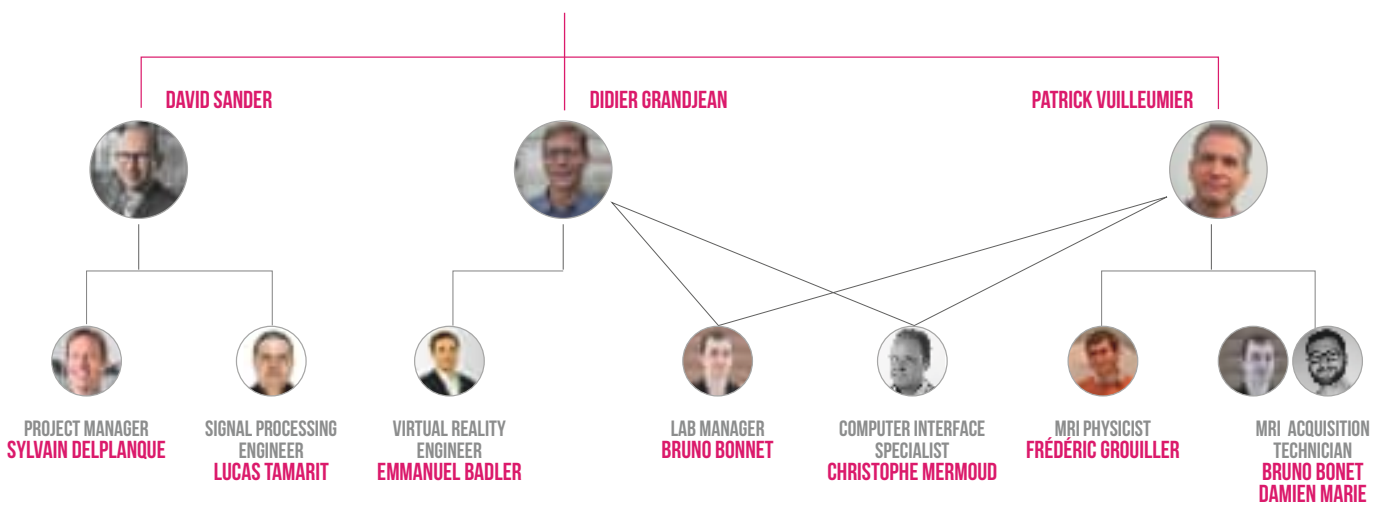 DAVID SANDER
DIDIER GRANDJEAN
PATRICK VUILLEUMIER
PROJECT MANAGER
SYLVAIN DELPLANQUE
SIGNAL PROCESSING
ENGINEER
LUCAS TAMARIT
VIRTUAL REALITY
ENGINEER
EMMANUEL BADLER
LAB MANAGER
BRUNO BONNET
COMPUTER INTERFACE
SPECIALIST
CHRISTOPHE MERMOUD
MRI PHYSICIST
FRÉDÉRIC GROUILLER
MRI ACQUISITION
TECHNICIAN
BRUNO BONET
DAMIEN MARIE